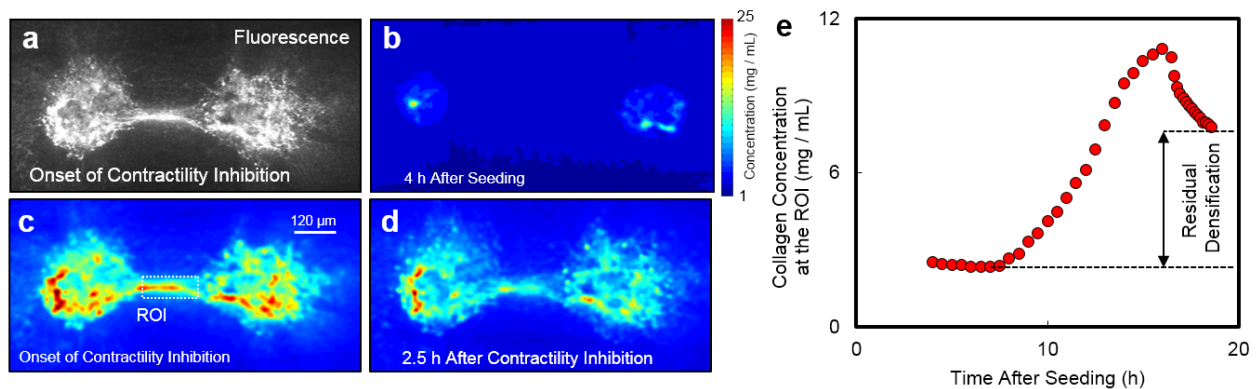 a
Fluorescence
Onset of Contractility Inhibition
b
4 h After Seeding
25
Concentration (mg / mL)
1
c
120 µm
ROI
Onset of Contractility Inhibition
d
2.5 h After Contractility Inhibition
e
Collagen Concentration
at the ROI (mg / mL)
12
6
0
Residual
Densification
0
10
20
Time After Seeding (h)